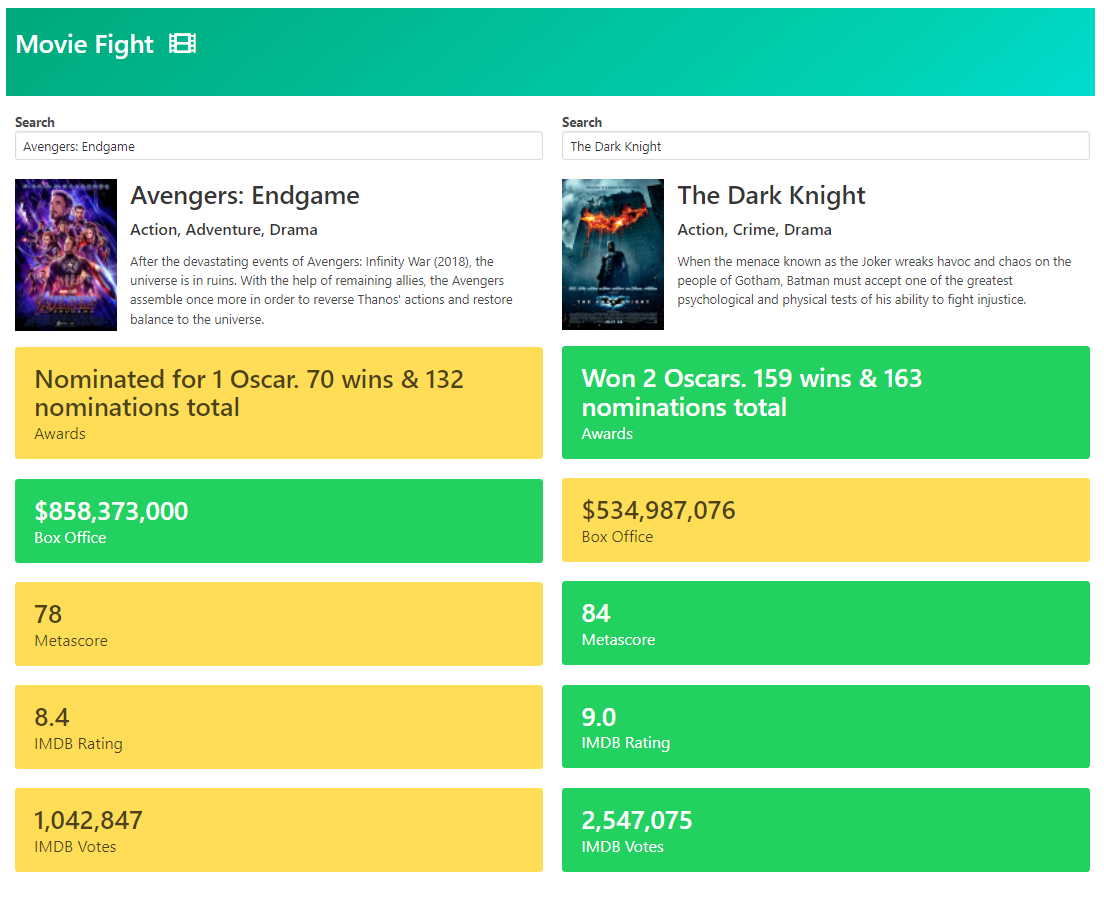 Movie Fight
Search
Avengers: Endgame
Avengers: Endgame
Action, Adventure, Drama
After the devastating events of Avengers: Infinity War (2018), the
universe is in ruins. With the help of remaining allies, the Avengers
assemble once more in order to reverse Thanos' actions and restore
balance to the universe.
Nominated for 1 Oscar. 70 wins & 132
nominations total
Awards
$858,373,000
Box Office
78
Metascore
8.4
IMDB Rating
1,042,847
IMDB Votes
Search
The Dark Knight
THE DARK KNIGHT
The Dark Knight
Action, Crime, Drama
When the menace known as the Joker wreaks havoc and chaos on the
people of Gotham, Batman must accept one of the greatest
psychological and physical tests of his ability to fight injustice.
Won 2 Oscars. 159 wins & 163
nominations total
Awards
$534,987,076
Box Office
84
Metascore
9.0
IMDB Rating
2,547,075
IMDB Votes